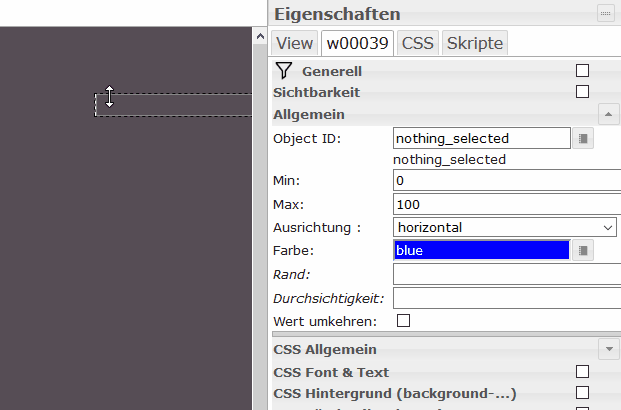 Eigenschaften
View w00039 CSS Skripte
Generell
Sichtbarkeit
Allgemein
Object ID: nothing_selected
nothing_selected
Min: 0
Max: 100
Ausrichtung : horizontal
Farbe: blue
Rand:
Durchsichtigkeit:
Wert umkehren:
CSS Allgemein
CSS Font & Text
CSS Hintergrund (background-...)